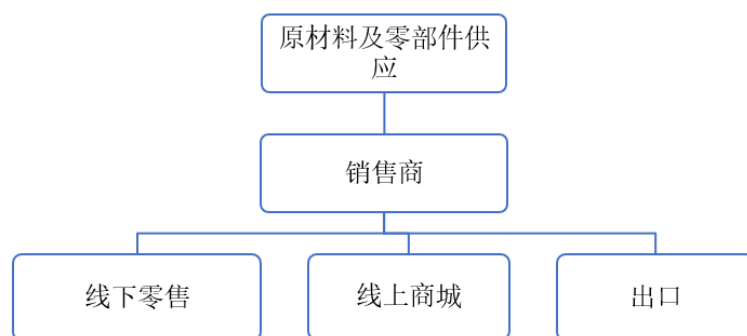 原材料及零部件供
应
销售商
线下零售
线上商城
出口